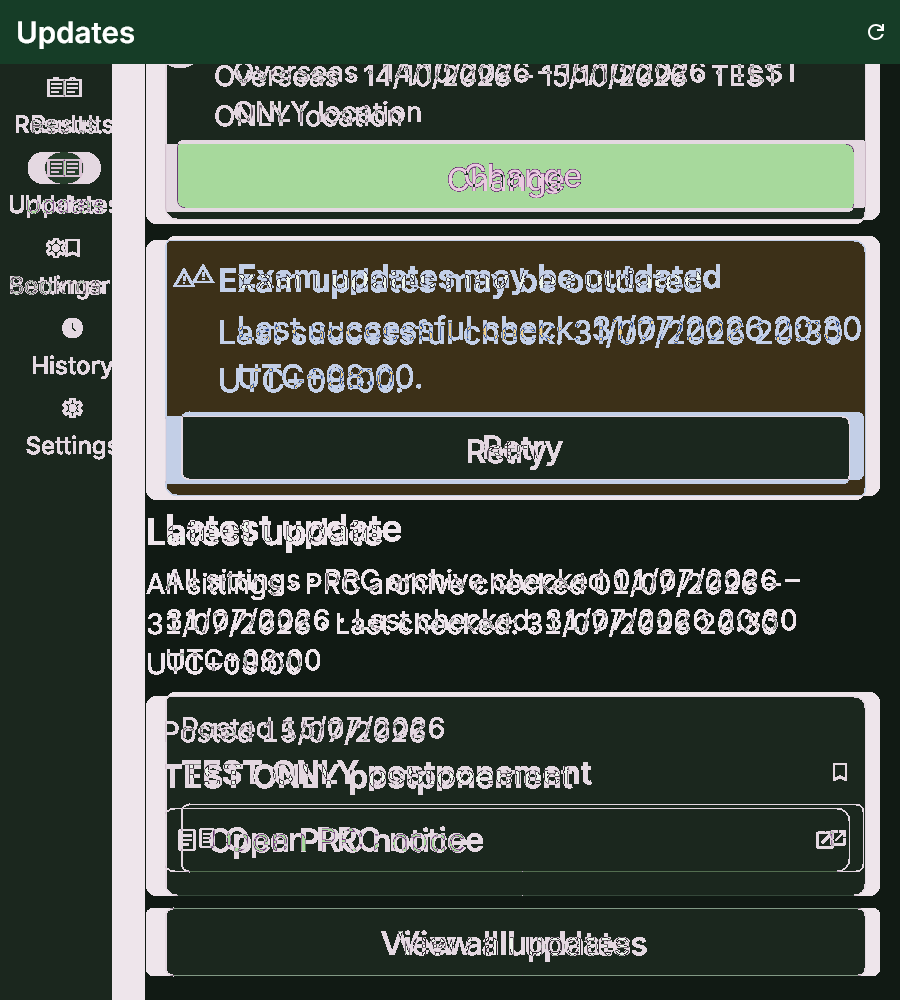 Updates
Results
Updates
History
Settings
Overseas · 14/10/2026 – 15/10/2026 · TEST
ONLY location
Change
Exam updates may be outdated
Last successful check: 31/07/2026 20:30
UTC+08:00.
Retry
Latest update
All sittings · PRC archive checked 01/07/2026 –
31/07/2026 · Last checked: 31/07/2026 20:30
UTC+08:00
Posted 15/07/2026
TEST ONLY postponement
Open PRC notice
View all updates